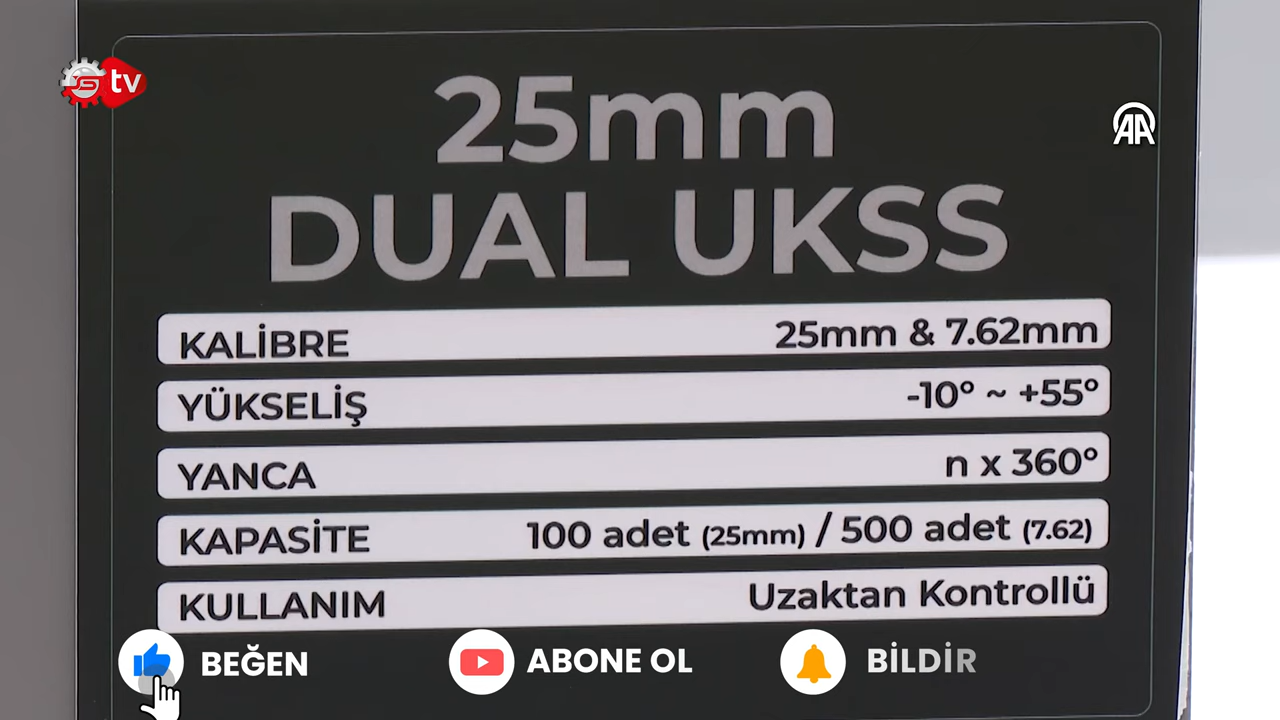 tv
AA
25mm
DUAL UKSS
KALİBRE 25mm & 7.62mm
YÜKSELİŞ -10° ~ +55°
YANCA n x 360°
KAPASİTE 100 adet (25mm) / 500 adet (7.62)
KULLANIM Uzaktan Kontrollü
BEĞEN ABONE OL BİLDİR